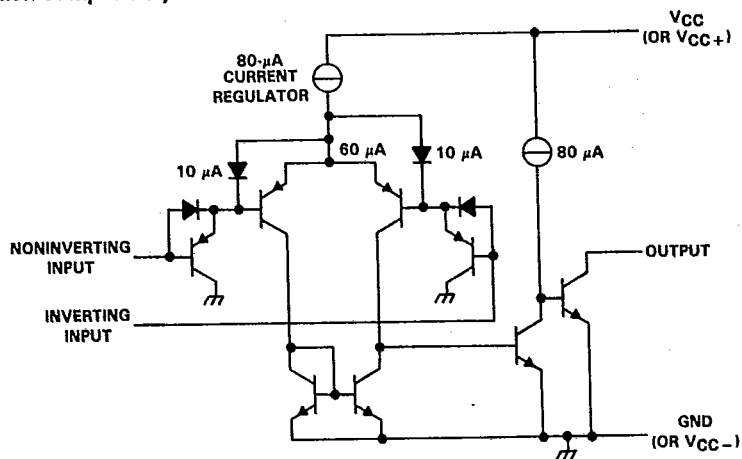 VCC
(OR VCC+)
80-μA
CURRENT
REGULATOR
60 μA
10 μA
10 μA
80 μA
NONINVERTING
INPUT
OUTPUT
INVERTING
INPUT
GND
(OR VCC−)